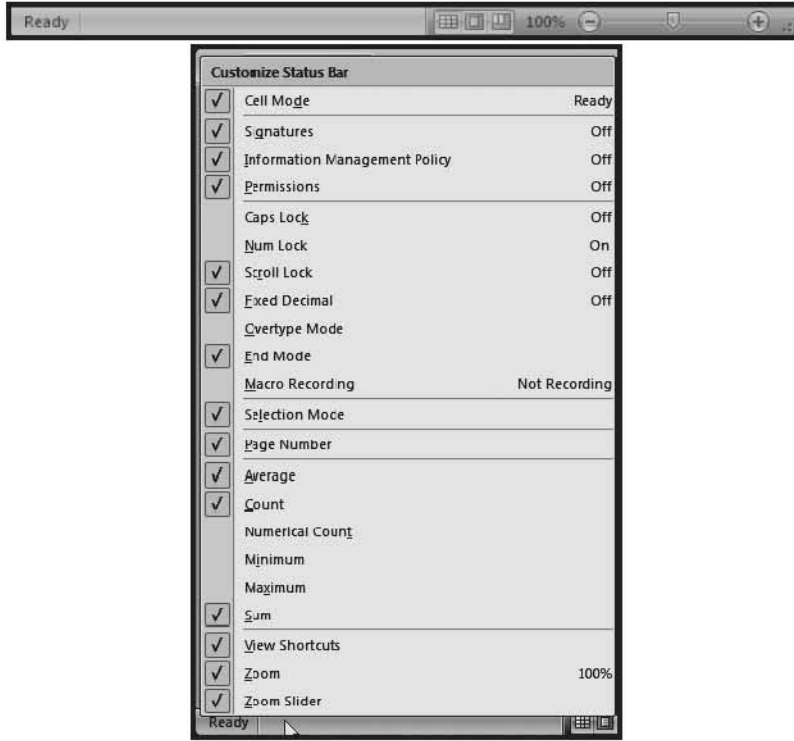 Ready 100%
Customize Status Bar
Cell Mode Ready
Signatures Off
Information Management Policy Off
Permissions Off
Caps Lock Off
Num Lock On
Scroll Lock Off
Fixed Decimal Off
Overtype Mode
End Mode
Macro Recording Not Recording
Selection Mode
Page Number
Average
Count
Numerical Count
Minimum
Maximum
Sum
View Shortcuts
Zoom 100%
Zoom Slider
Ready